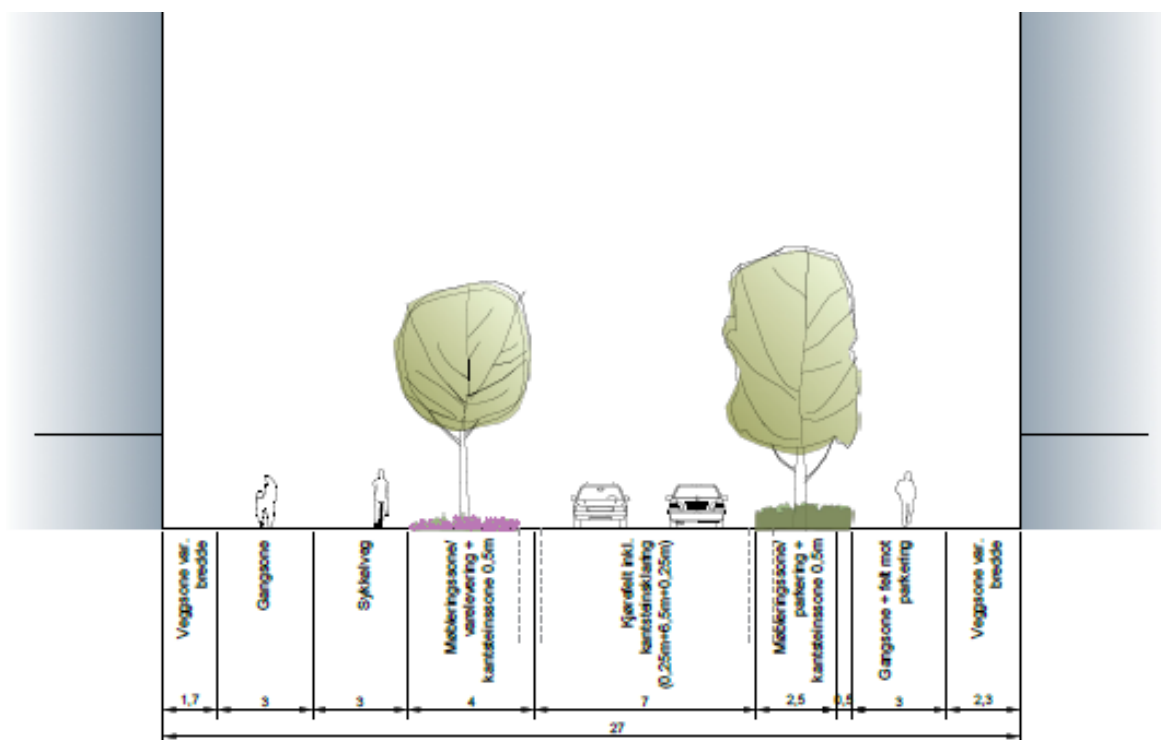 Veggsone var.
bredde
Gangsone
Sykkelveg
Møbleringssone/
varelevering +
kantsteinssone 0,5m
Kjørefelt inkl.
kantsteinsklaring
(0,25m+6,5m+0,25m)
Møbleringssone/
parkering +
kantsteinssone 0,5m
Gangsone + felt mot
parkering
Veggsone var.
bredde
1,7
3
3
4
7
2,5
0,5
3
2,3
27